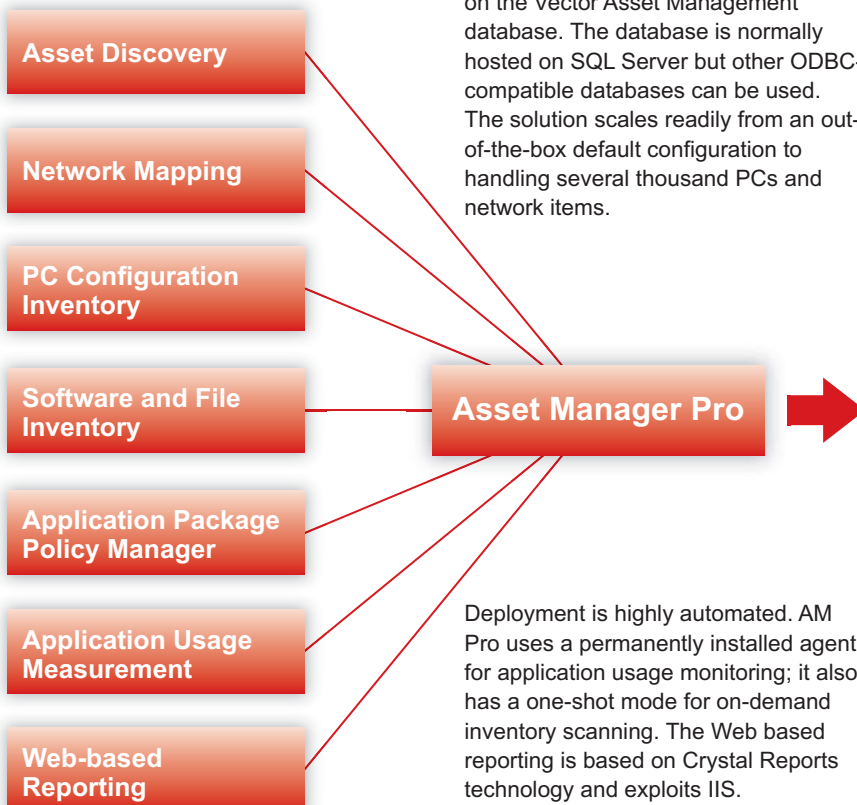 on the Vector Asset Management
database. The database is normally
hosted on SQL Server but other ODBC-
compatible databases can be used.
The solution scales readily from an out-
of-the-box default configuration to
handling several thousand PCs and
network items.
Asset Discovery
Network Mapping
PC Configuration
Inventory
Software and File
Inventory
Application Package
Policy Manager
Application Usage
Measurement
Web-based
Reporting
Asset Manager Pro
Deployment is highly automated. AM
Pro uses a permanently installed agent
for application usage monitoring; it also
has a one-shot mode for on-demand
inventory scanning. The Web based
reporting is based on Crystal Reports
technology and exploits IIS.